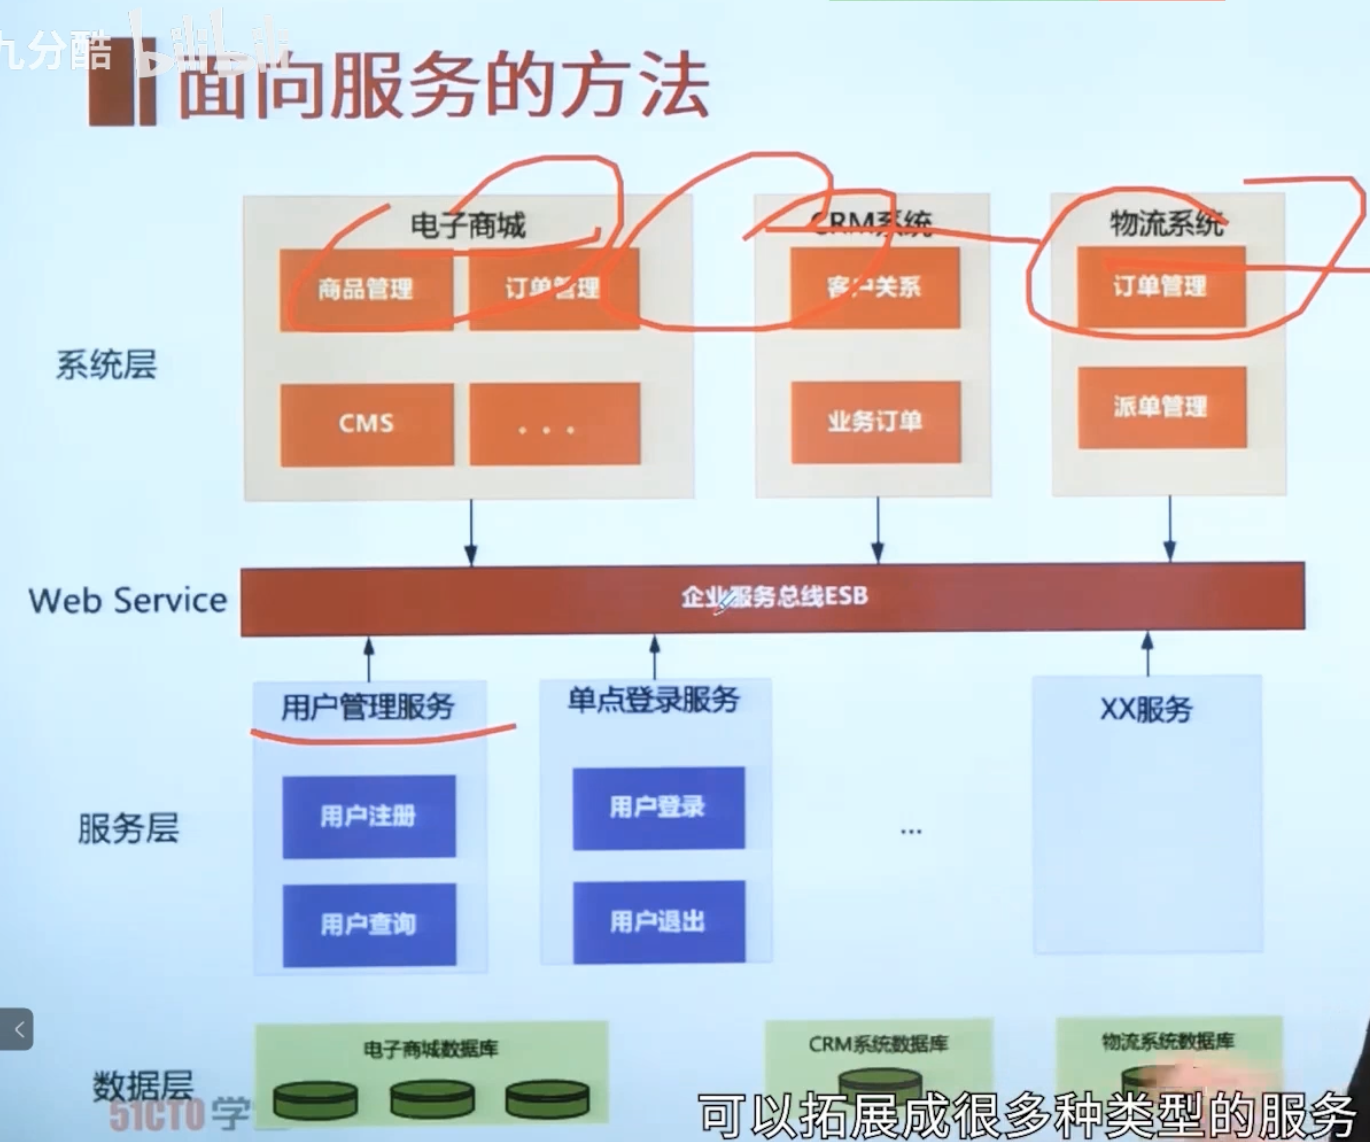 九分酷 bilibili
面向服务的方法
电子商城
CRM系统
物流系统
商品管理
订单管理
客户关系
订单管理
系统层
CMS
...
业务订单
派单管理
Web Service
企业服务总线ESB
用户管理服务
单点登录服务
XX服务
用户注册
用户登录
服务层
...
用户查询
用户退出
电子商城数据库
CRM系统数据库
物流系统数据库
数据层
51CTO学
可以拓展成很多种类型的服务